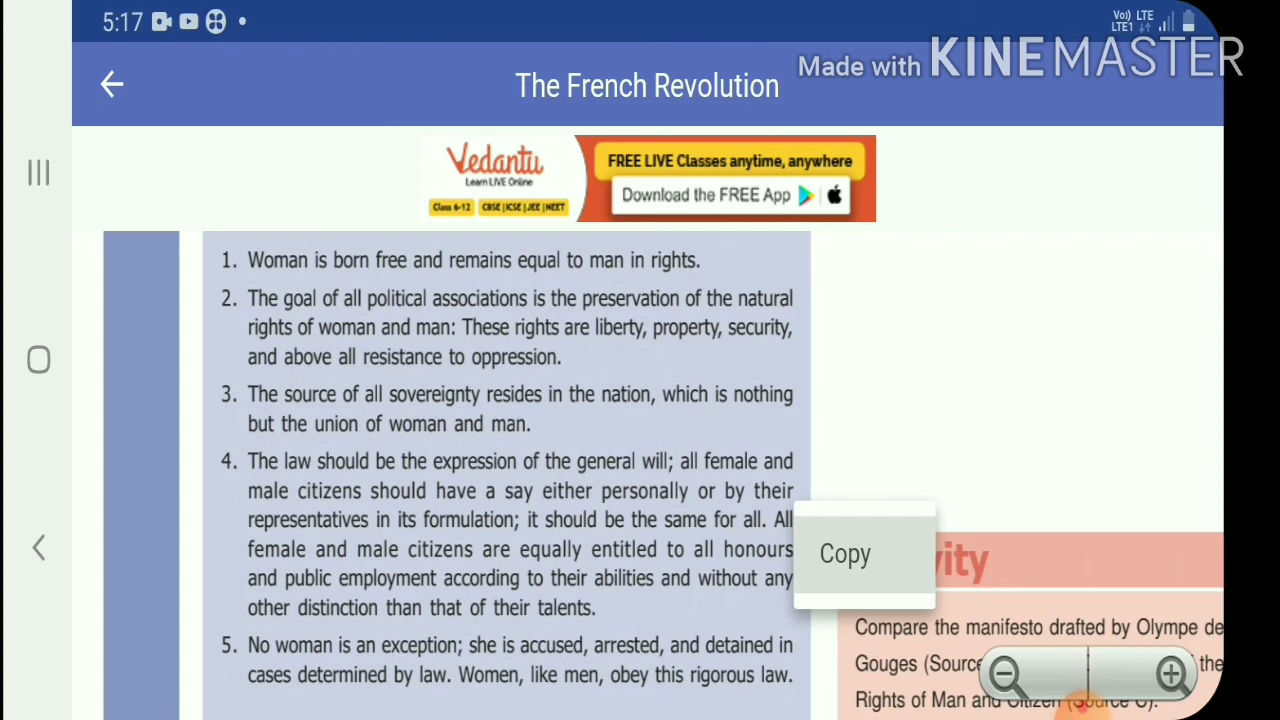 5:17
Vo) LTE
LTE1
Made with KINEMASTER
The French Revolution
Vedantu
Learn LIVE Online
Class 6-12 CBSE | ICSE | JEE | NEET
FREE LIVE Classes anytime, anywhere
Download the FREE App
1. Woman is born free and remains equal to man in rights.
2. The goal of all political associations is the preservation of the natural
rights of woman and man: These rights are liberty, property, security,
and above all resistance to oppression.
3. The source of all sovereignty resides in the nation, which is nothing
but the union of woman and man.
4. The law should be the expression of the general will; all female and
male citizens should have a say either personally or by their
representatives in its formulation; it should be the same for all. All
female and male citizens are equally entitled to all honours
and public employment according to their abilities and without any
other distinction than that of their talents.
5. No woman is an exception; she is accused, arrested, and detained in
cases determined by law. Women, like men, obey this rigorous law.
Copy
vity
Compare the manifesto drafted by Olympe de
Gouges (Source the
Rights of Man and Citizen (Source C).